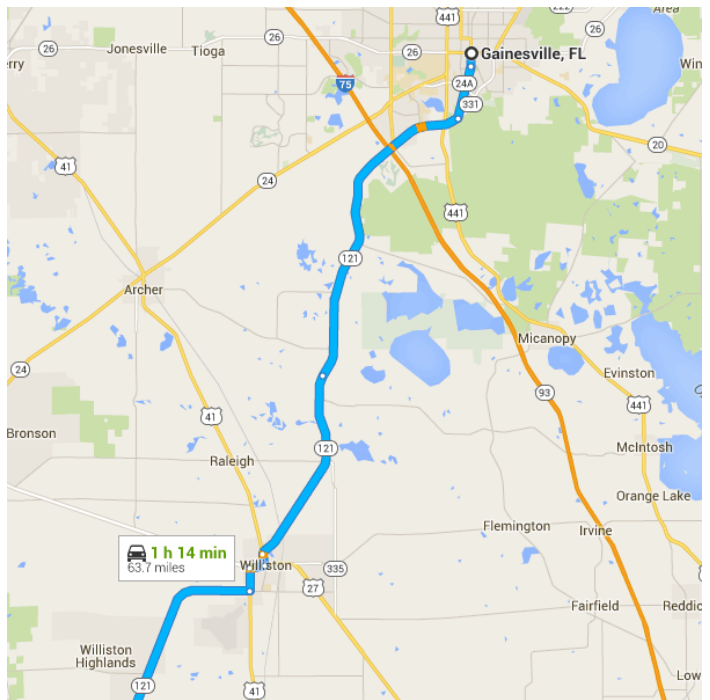 441
222
Area
26
Jonesville
Tioga
26
26
Gainesville, FL
erry
75
24A
331
Win
41
24
20
441
121
Archer
Micanopy
24
Evinston
93
441
41
Bronson
121
McIntosh
Raleigh
Orange Lake
1 h 14 min
63.7 miles
Flemington
Irvine
Williston
335
27
Fairfield
Reddic
Williston
Highlands
121
41
Low